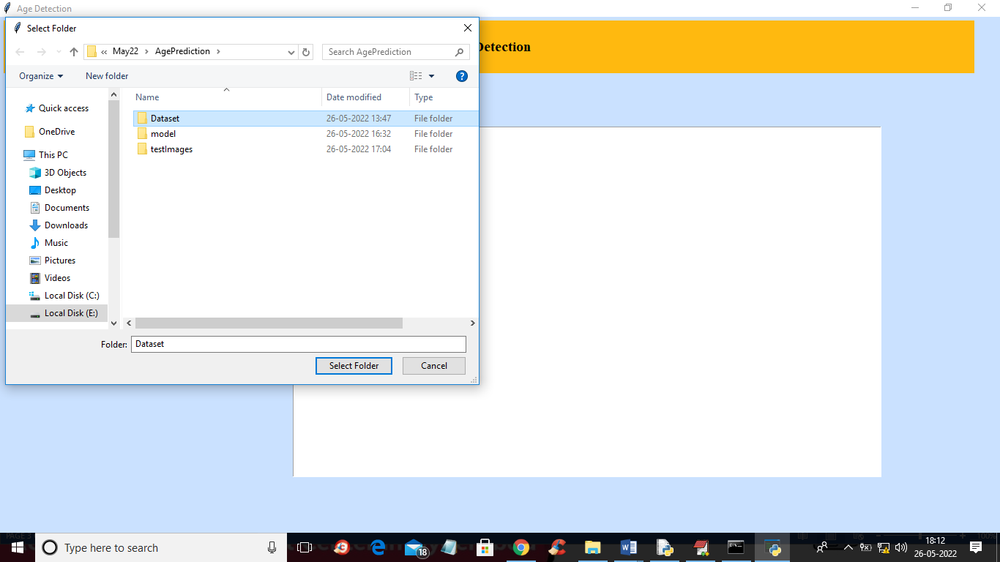 Age Detection
Select Folder
« May22 > AgePrediction >
Search AgePrediction
Detection
Organize
New folder
?
Name
Date modified
Type
Quick access
OneDrive
This PC
3D Objects
Desktop
Documents
Downloads
Music
Pictures
Videos
Local Disk (C:)
Local Disk (E:)
Dataset 26-05-2022 13:47 File folder
model 26-05-2022 16:32 File folder
testImages 26-05-2022 17:04 File folder
Folder: Dataset
Select Folder
Cancel
PAGE 3
100%
Type here to search
18
18:12
26-05-2022